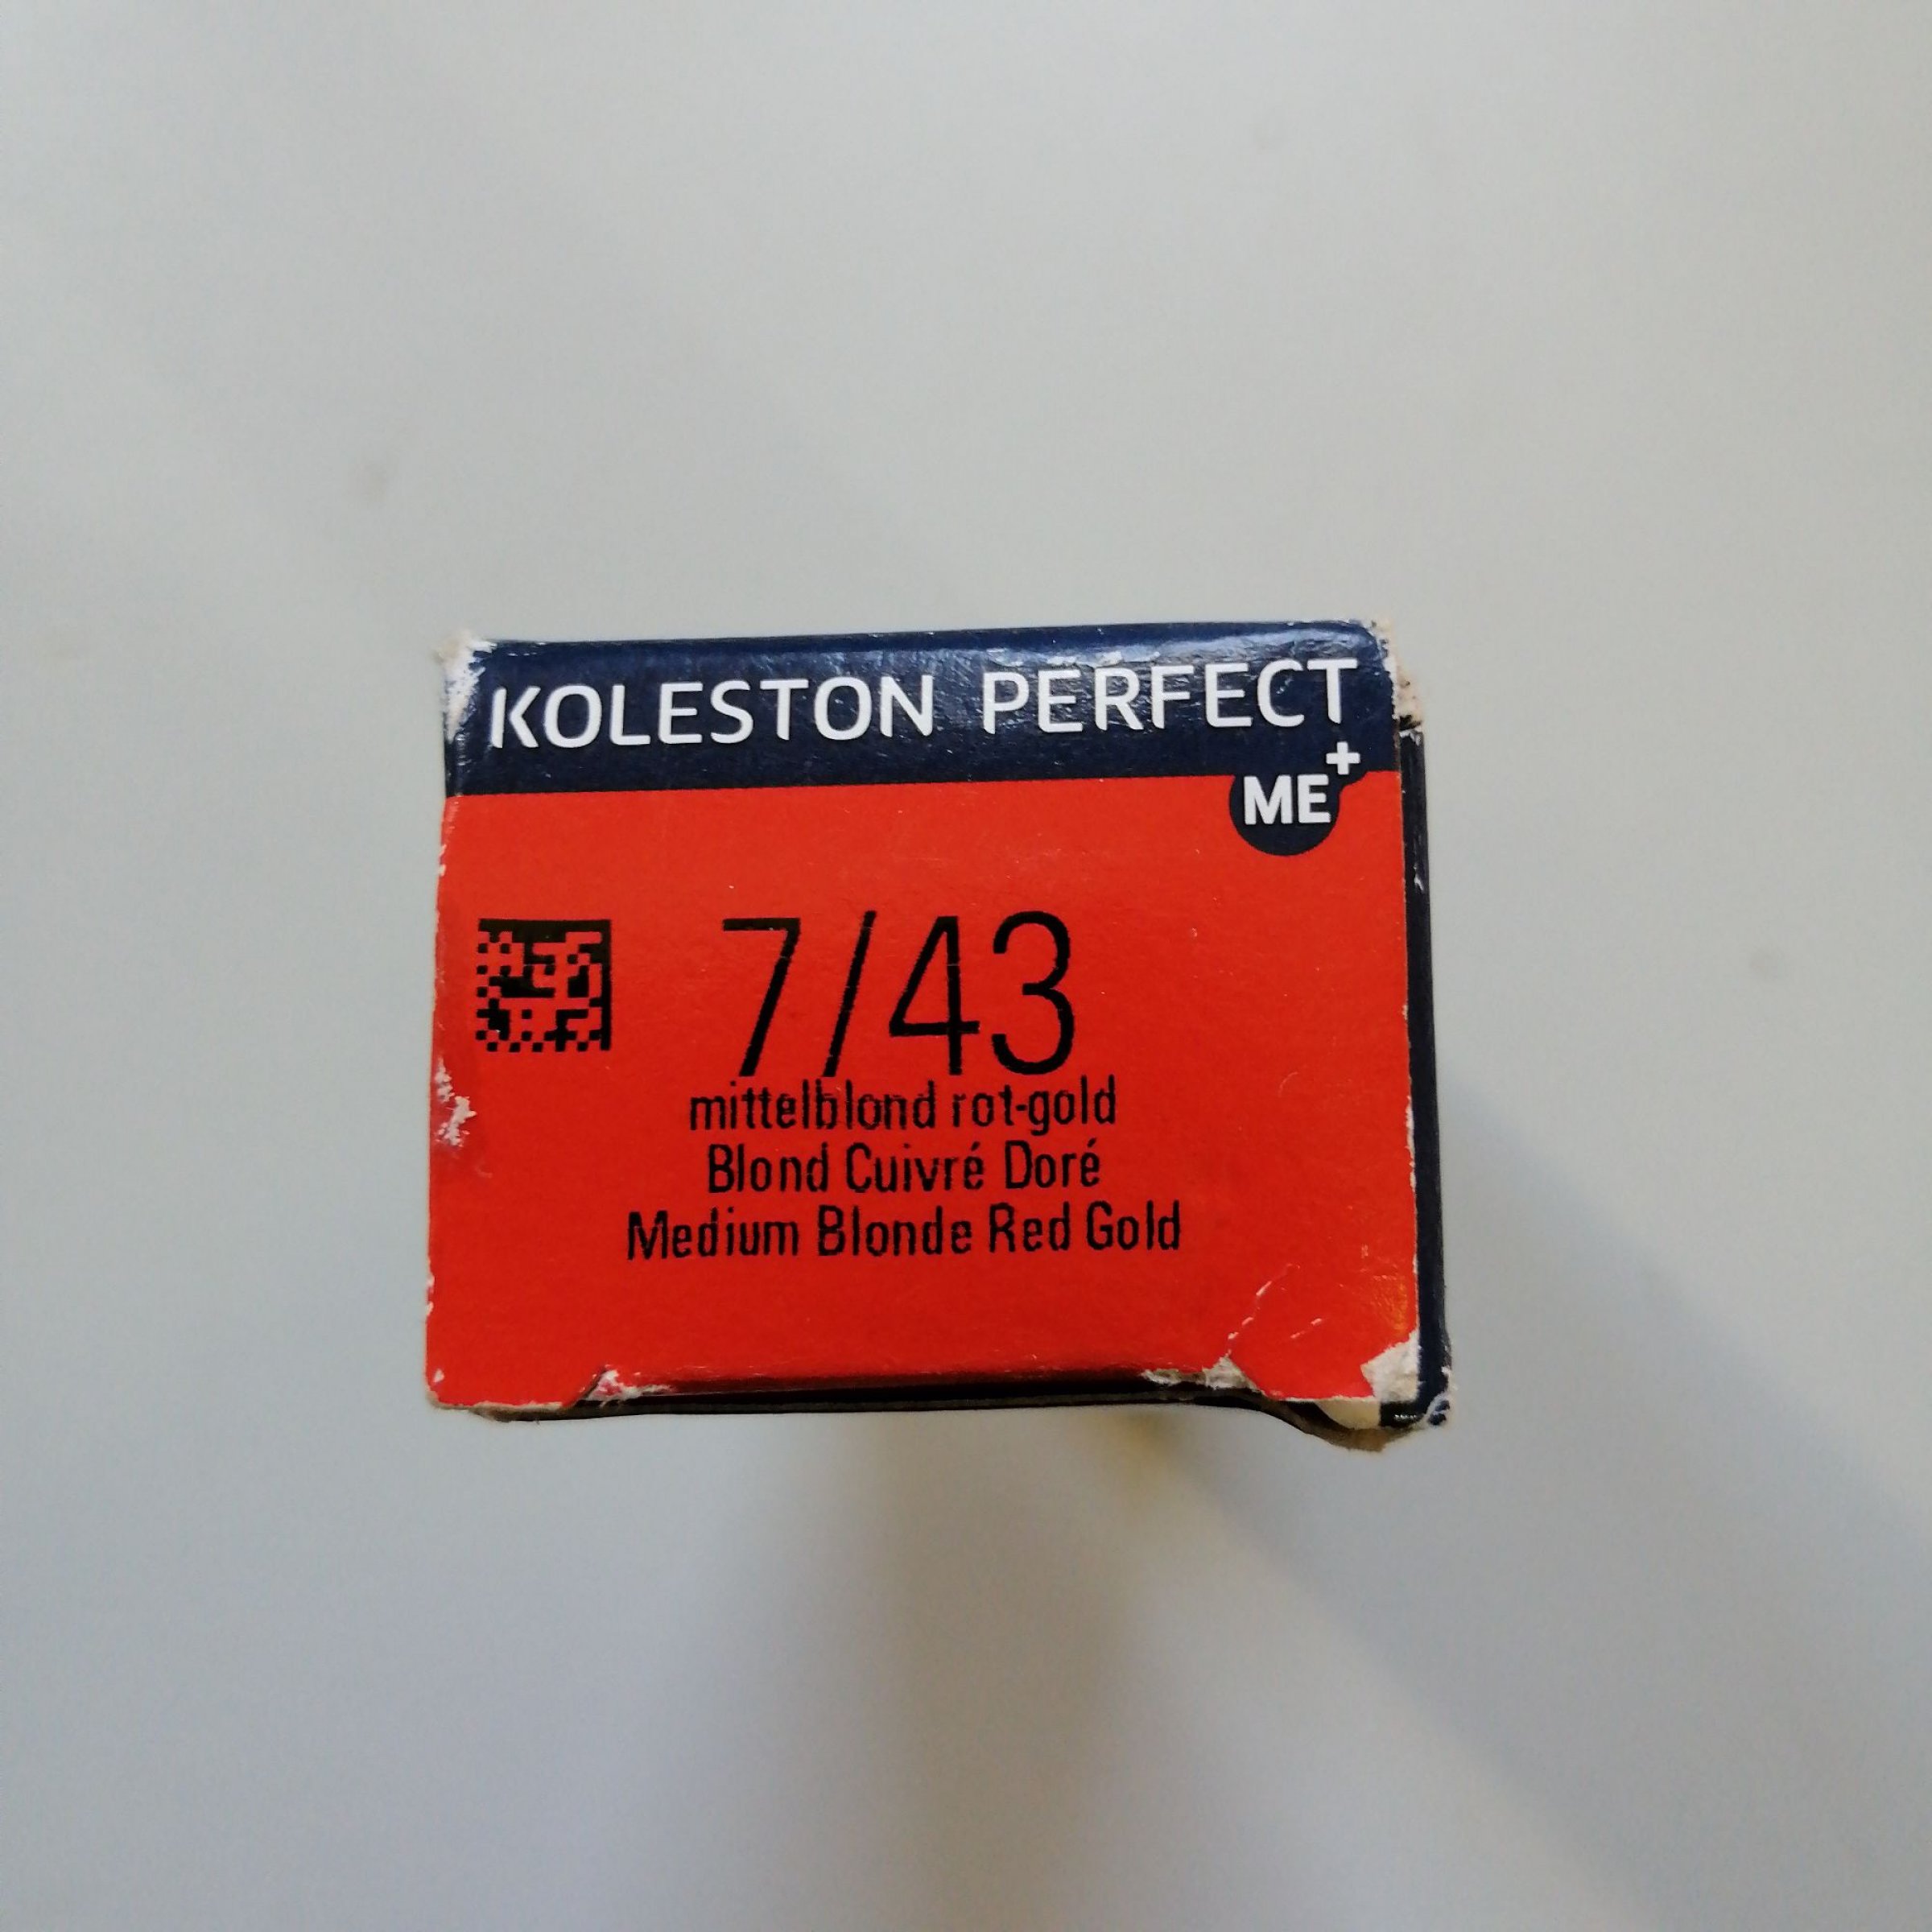 KOLESTON PERFECT
ME+
7/43
mittelblond rot-gold
Blond Cuivré Doré
Medium Blonde Red Gold